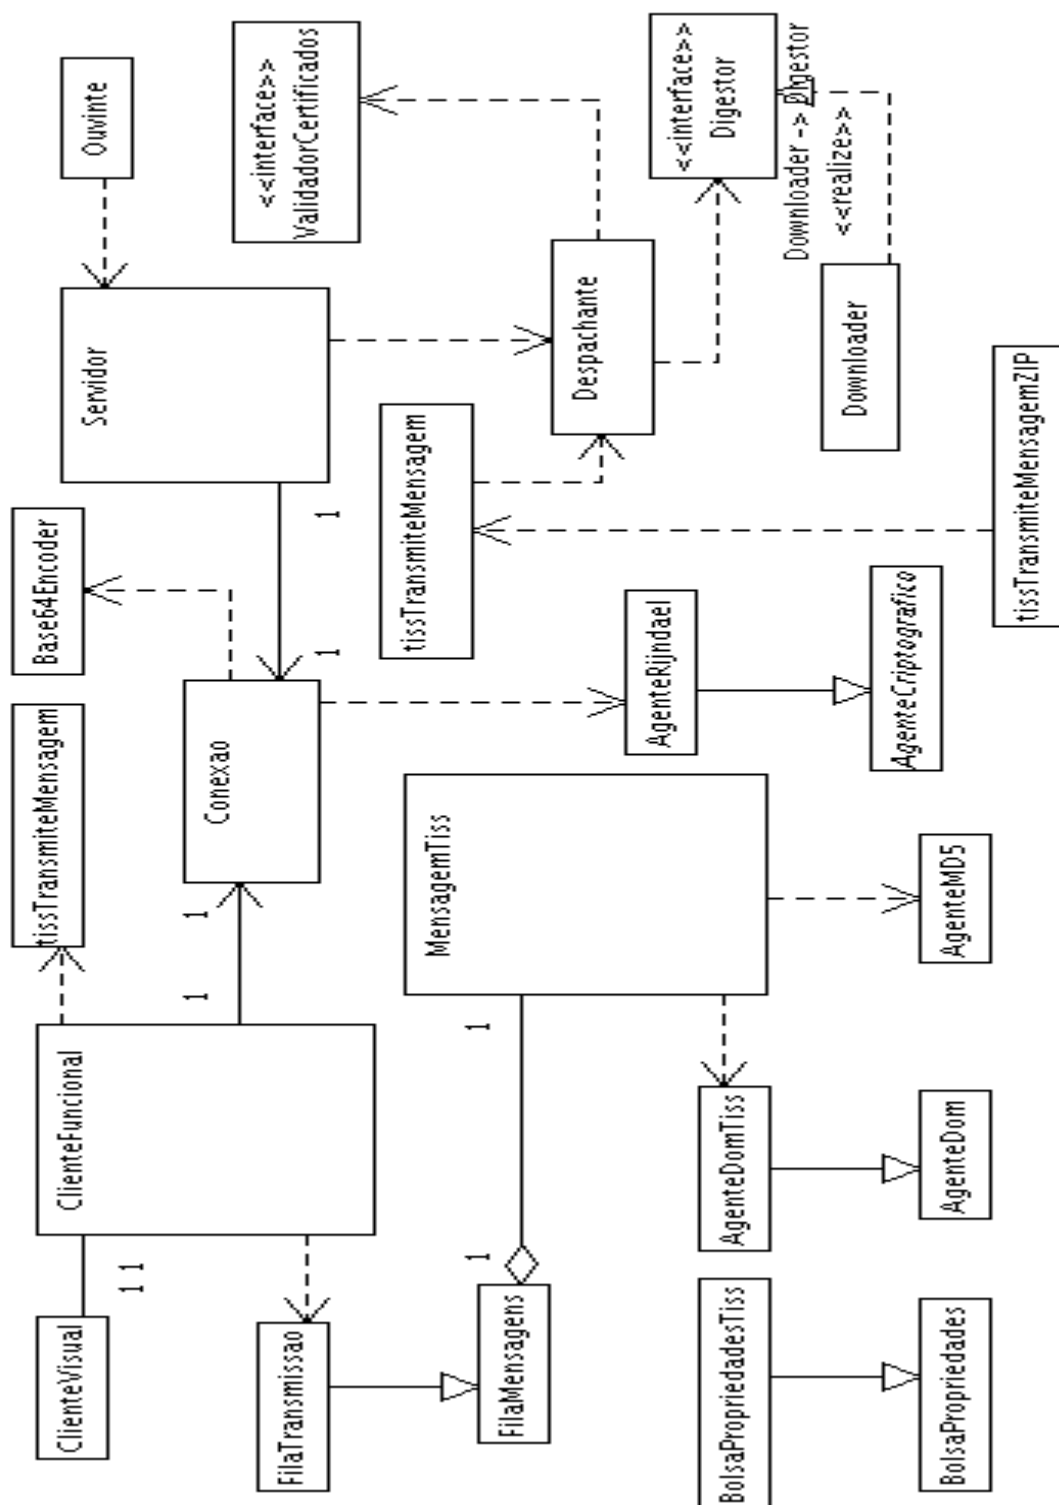 tissTransmiteMensagem
Base64Encoder
ClienteVisual
ClienteFuncional
Servidor
Ouvinte
1 1
1
1
Conexao
<<interface>>
ValidadorCertificados
FilaTransmissao
1
1
tissTransmiteMensagem
MensagemTiss
1
1
FilaMensagens
Despachante
AgenteRijndael
<<interface>>
Digestor
BolsaPropriedadesTiss
AgenteDomTiss
Downloader -> Digestor
<<realize>>
Downloader
AgenteCriptografico
BolsaPropriedades
AgenteDom
AgenteMD5
tissTransmiteMensagemZIP